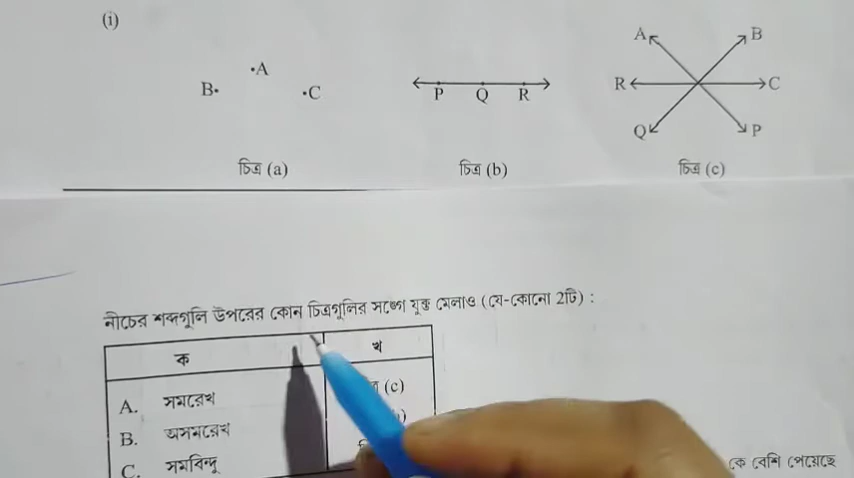 (i)
A B
•A
B• •C
P Q R
R C
Q P
চিত্র (a) চিত্র (b) চিত্র (c)
নীচের শব্দগুলি উপরের কোন চিত্রগুলির সঙ্গে যুক্ত মেলাও (যে-কোনো 2টি) :
ক খ
A. সমরেখ (c)
B. অসমরেখ
C. সমবিন্দু
কে বেশি পেয়েছে